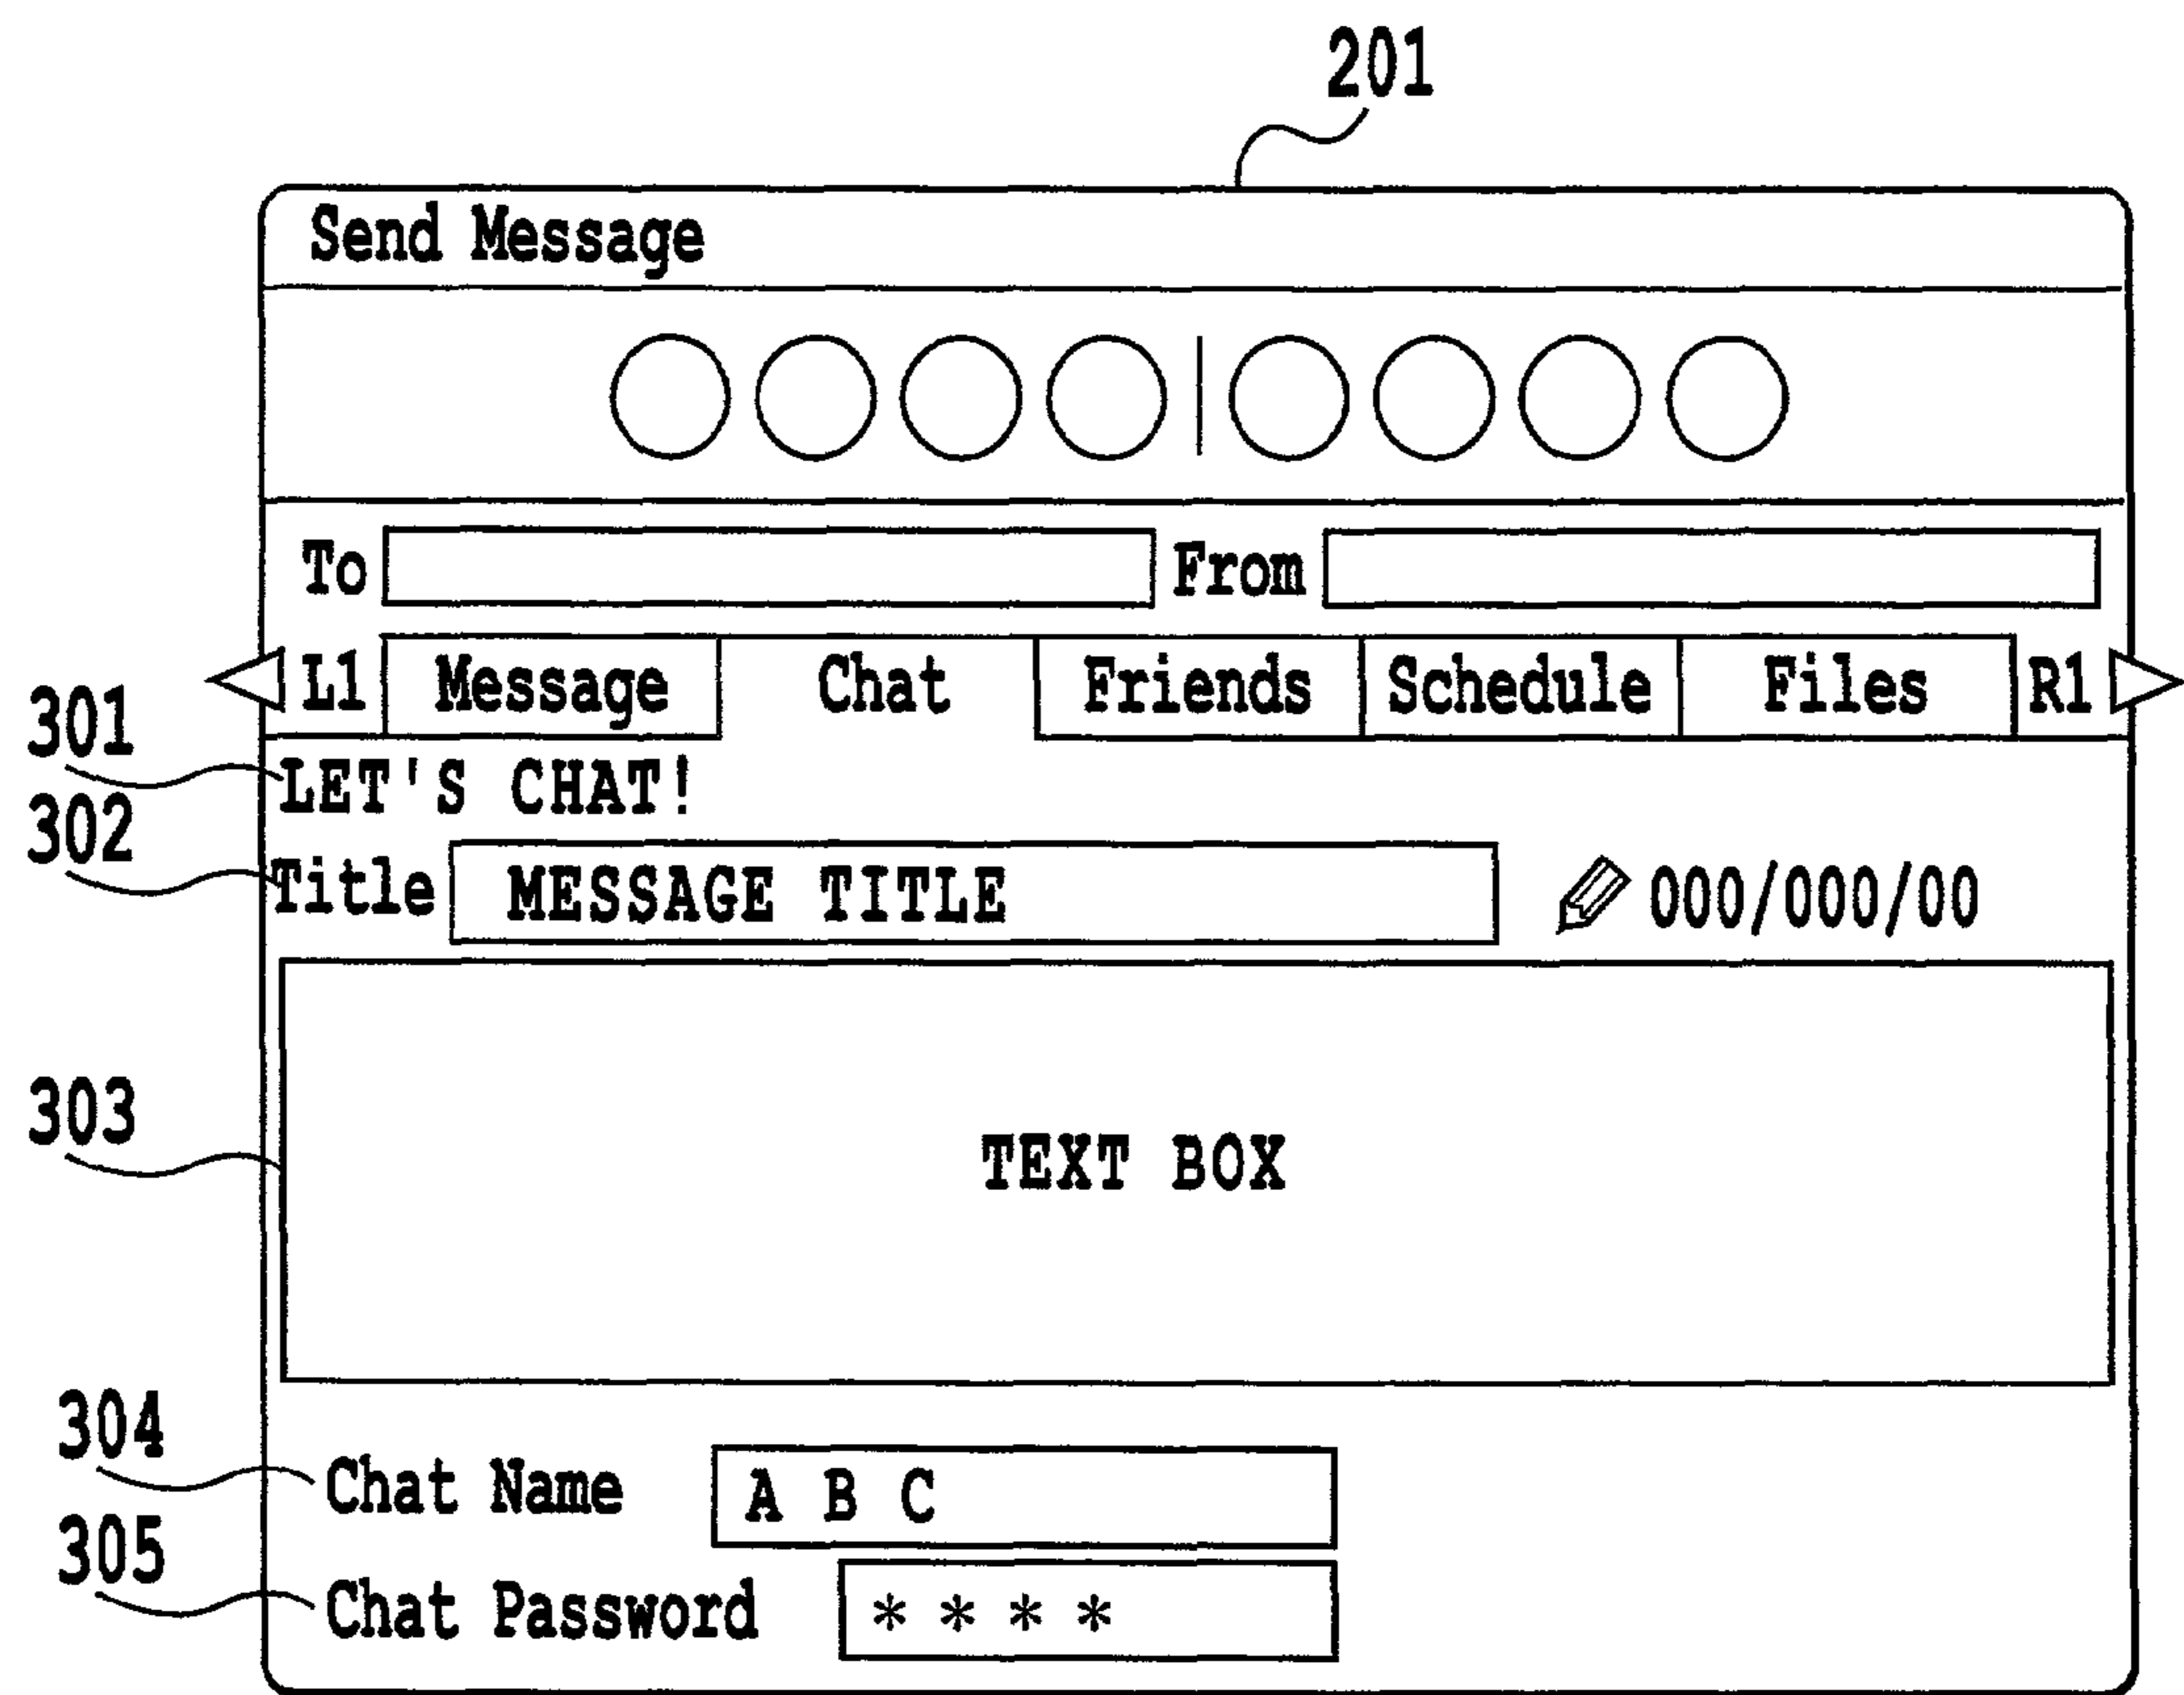 201
Send Message
To From
L1 Message Chat Friends Schedule Files R1
301
LET'S CHAT!
302
Title MESSAGE TITLE 000/000/00
303
TEXT BOX
304
Chat Name A B C
305
Chat Password * * * *